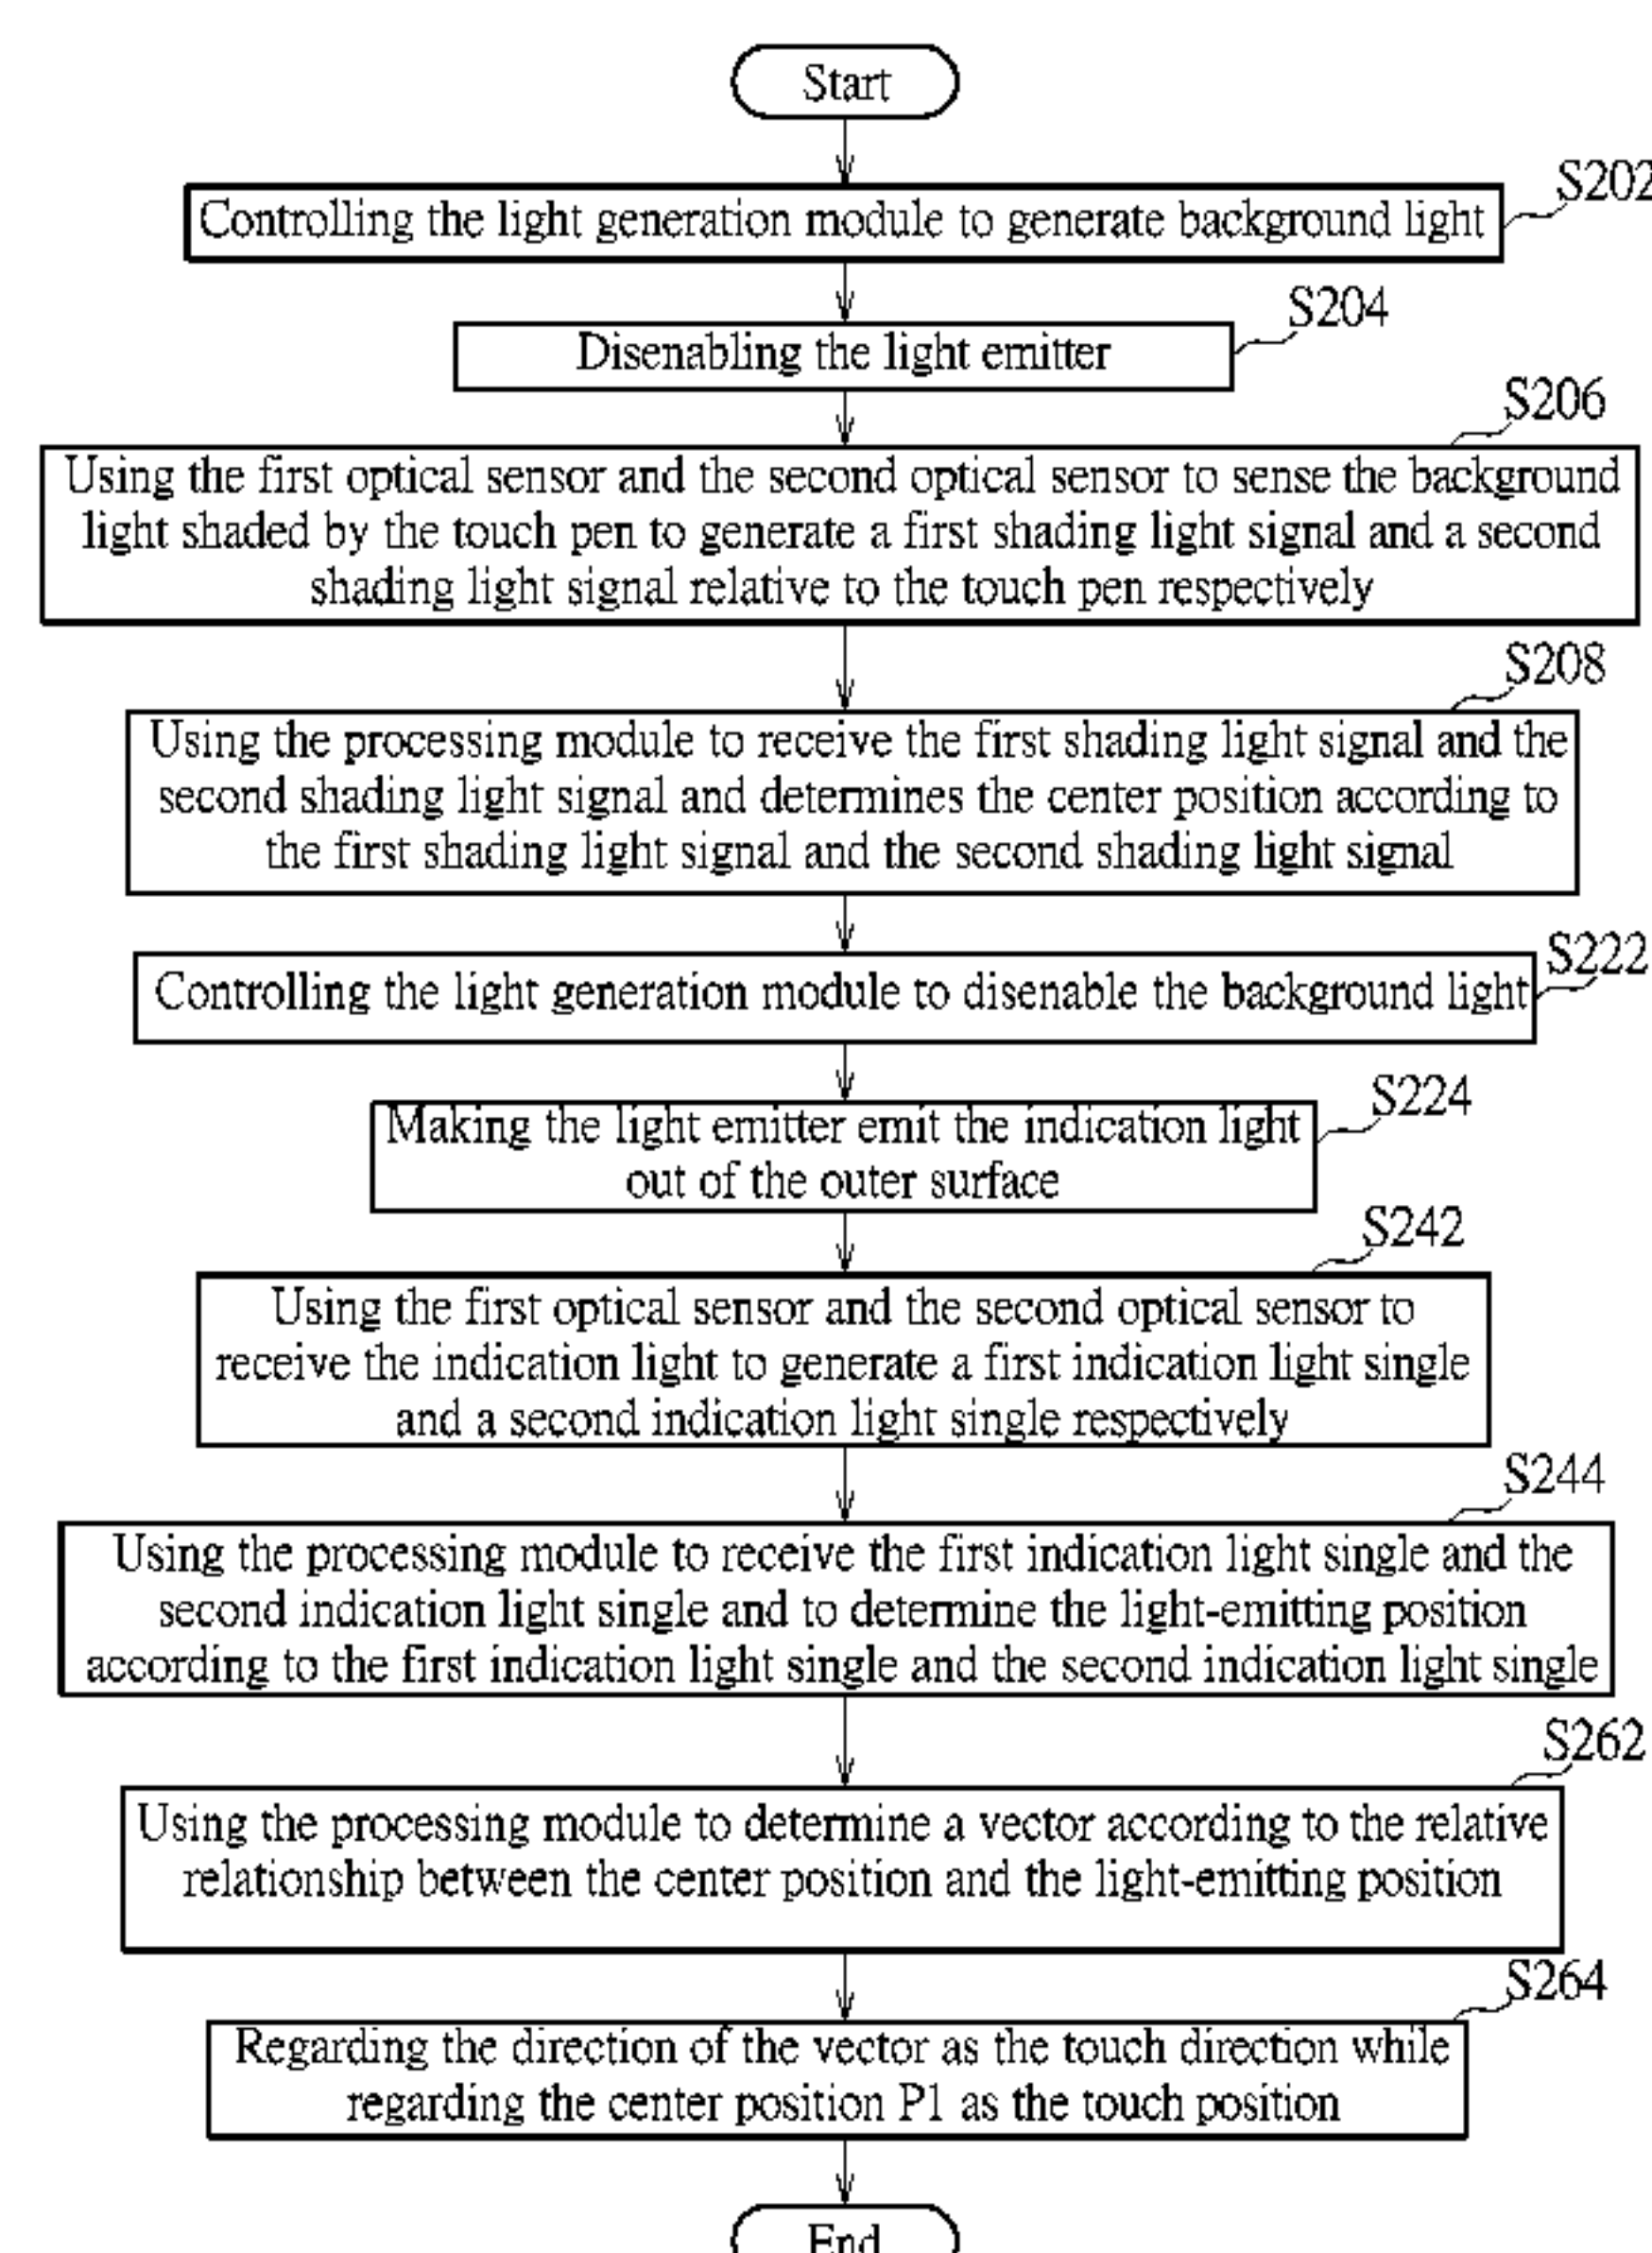 Start
S202
Controlling the light generation module to generate background light
S204
Disenabling the light emitter
S206
Using the first optical sensor and the second optical sensor to sense the background
light shaded by the touch pen to generate a first shading light signal and a second
shading light signal relative to the touch pen respectively
S208
Using the processing module to receive the first shading light signal and the
second shading light signal and determines the center position according to
the first shading light signal and the second shading light signal
S222
Controlling the light generation module to disenable the background light
S224
Making the light emitter emit the indication light
out of the outer surface
S242
Using the first optical sensor and the second optical sensor to
receive the indication light to generate a first indication light single
and a second indication light single respectively
S244
Using the processing module to receive the first indication light single and the
second indication light single and to determine the light-emitting position
according to the first indication light single and the second indication light single
S262
Using the processing module to determine a vector according to the relative
relationship between the center position and the light-emitting position
S264
Regarding the direction of the vector as the touch direction while
regarding the center position P1 as the touch position
End